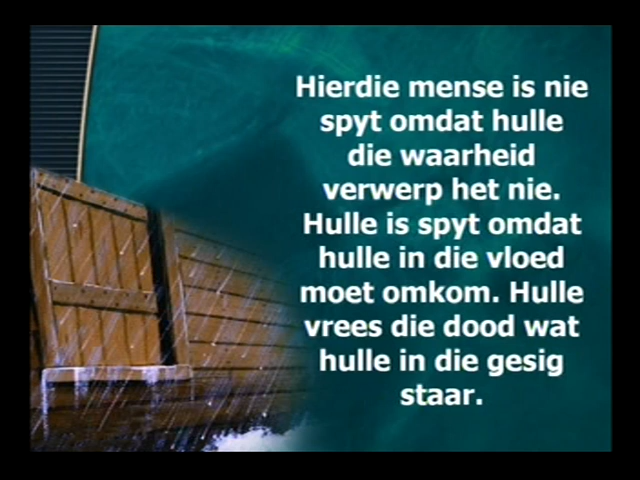 Hierdie mense is nie
spyt omdat hulle
die waarheid
verwerp het nie.
Hulle is spyt omdat
hulle in die vloed
moet omkom. Hulle
vrees die dood wat
hulle in die gesig
staar.